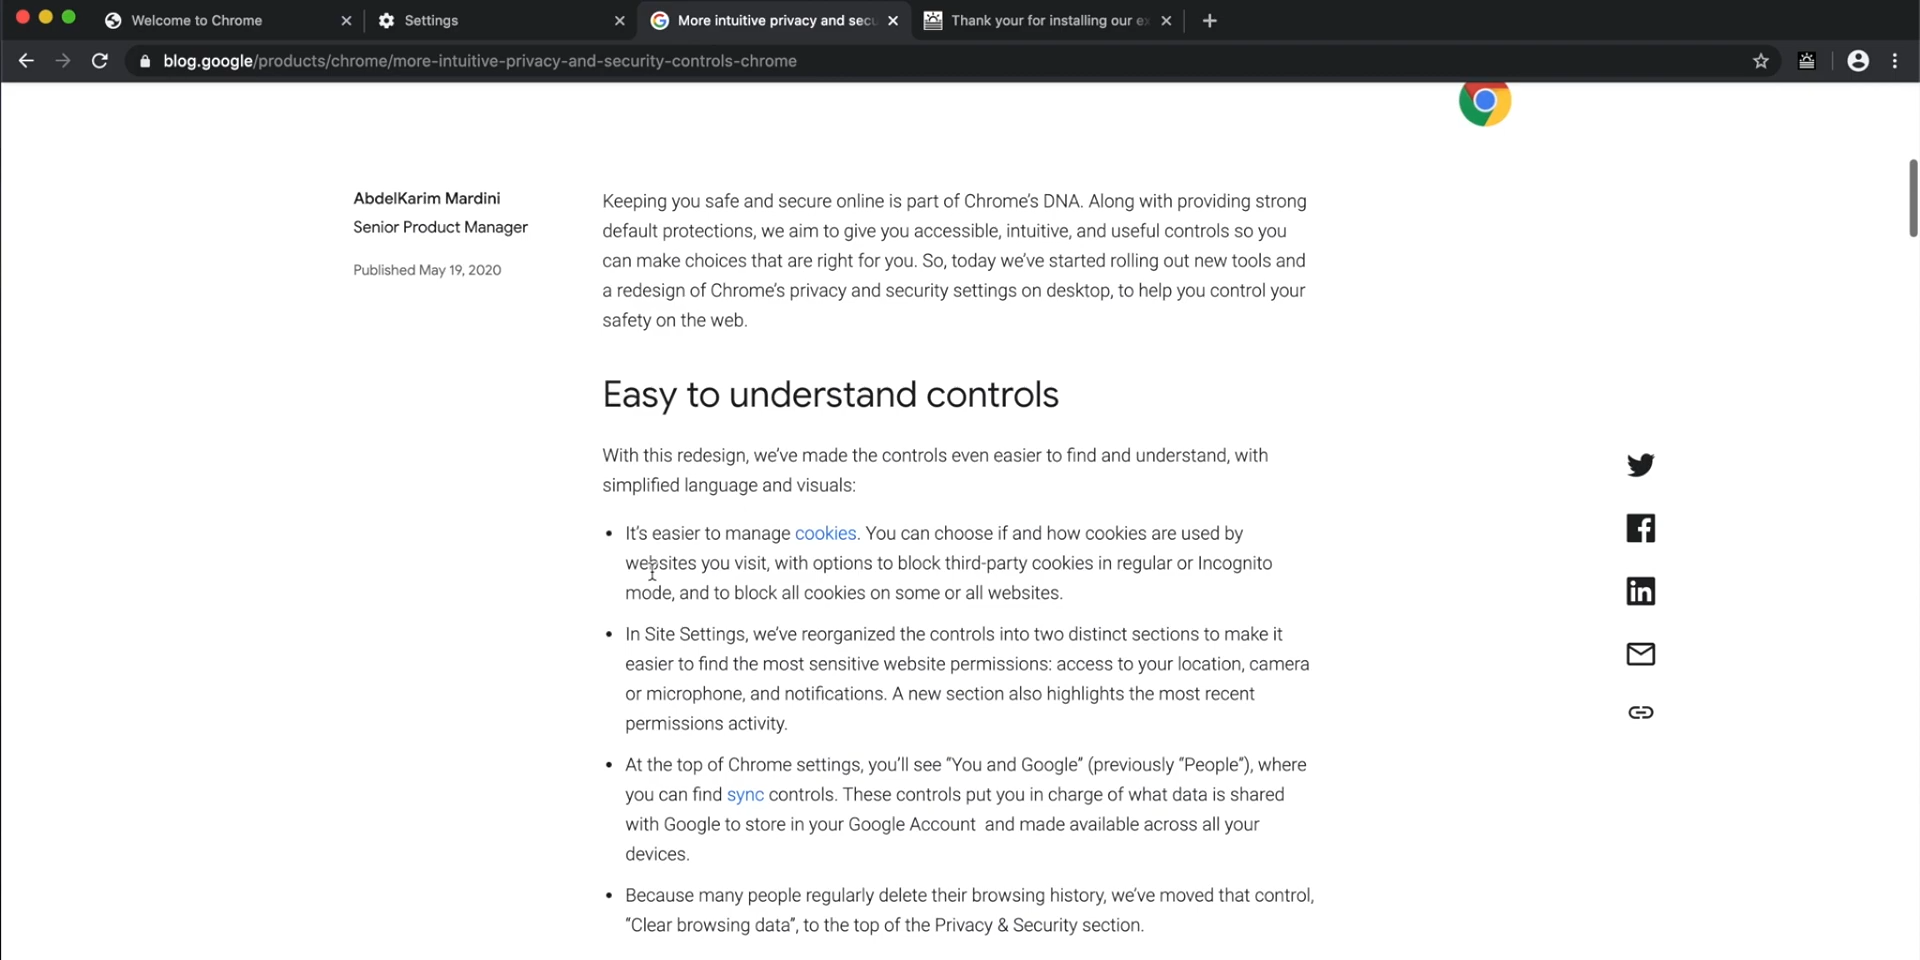 Welcome to Chrome
Settings
More intuitive privacy and secu
Thank your for installing our ex
blog.google/products/chrome/more-intuitive-privacy-and-security-controls-chrome
AbdelKarim Mardini
Senior Product Manager
Published May 19, 2020
Keeping you safe and secure online is part of Chrome’s DNA. Along with providing strong
default protections, we aim to give you accessible, intuitive, and useful controls so you
can make choices that are right for you. So, today we’ve started rolling out new tools and
a redesign of Chrome’s privacy and security settings on desktop, to help you control your
safety on the web.
Easy to understand controls
With this redesign, we’ve made the controls even easier to find and understand, with
simplified language and visuals:
• It’s easier to manage cookies. You can choose if and how cookies are used by
websites you visit, with options to block third-party cookies in regular or Incognito
mode, and to block all cookies on some or all websites.
• In Site Settings, we’ve reorganized the controls into two distinct sections to make it
easier to find the most sensitive website permissions: access to your location, camera
or microphone, and notifications. A new section also highlights the most recent
permissions activity.
• At the top of Chrome settings, you’ll see “You and Google” (previously “People”), where
you can find sync controls. These controls put you in charge of what data is shared
with Google to store in your Google Account  and made available across all your
devices.
• Because many people regularly delete their browsing history, we’ve moved that control,
“Clear browsing data”, to the top of the Privacy & Security section.